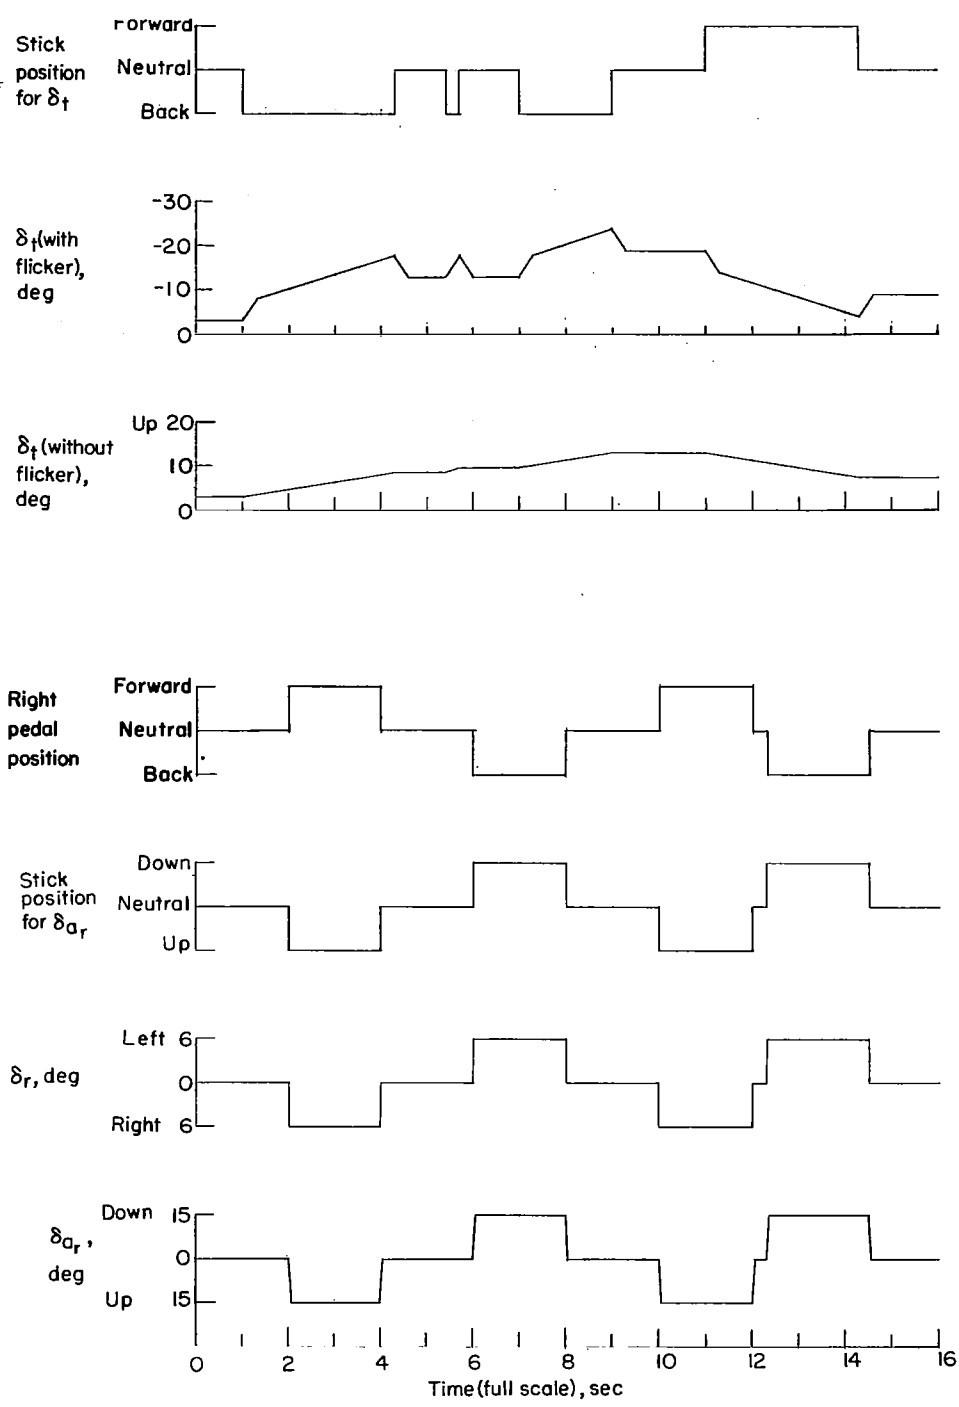 Forward
Stick
position
for δt
Neutral
Back
δt(with
flicker),
deg
-30
-20
-10
0
δt(without
flicker),
deg
Up 20
10
0
Right
pedal
position
Forward
Neutral
Back
Stick
position
for δar
Down
Neutral
Up
δr, deg
Left 6
0
Right 6
δar,
deg
Down 15
0
Up 15
0 2 4 6 8 10 12 14 16
Time(full scale), sec